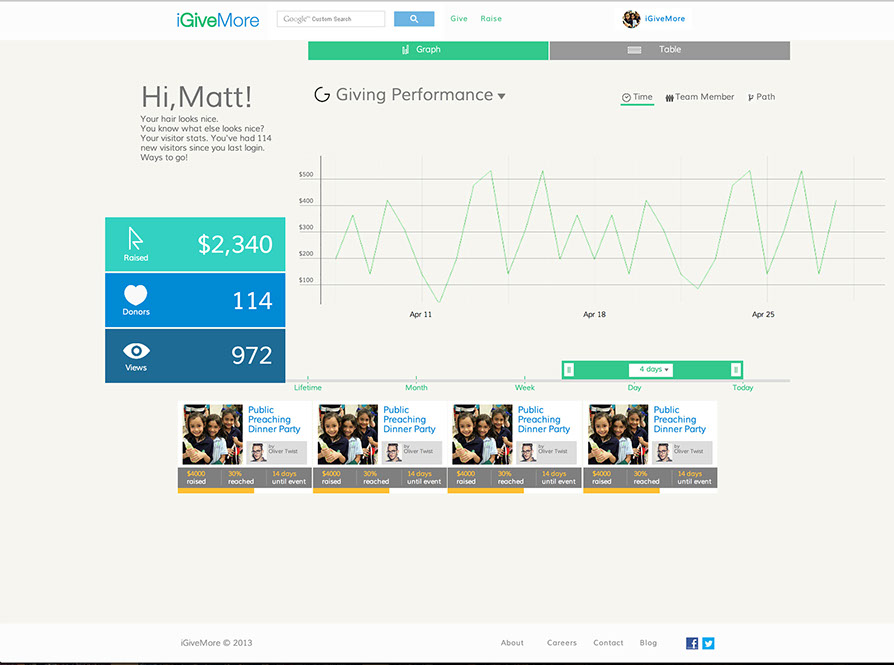 iGiveMore
Google™ Custom Search
Give
Raise
iGiveMore
Graph
Table
Hi,Matt!
Your hair looks nice.
You know what else looks nice?
Your visitor stats. You've had 114
new visitors since you last login.
Ways to go!
Giving Performance
Time
Team Member
Path
$500
$400
$300
$200
$100
Apr 11
Apr 18
Apr 25
Raised
$2,340
Donors
114
Views
972
4 days
Lifetime
Month
Week
Day
Today
Public
Preaching
Dinner Party
by
Oliver Twist
$4000
raised
30%
reached
14 days
until event
Public
Preaching
Dinner Party
by
Oliver Twist
$4000
raised
30%
reached
14 days
until event
Public
Preaching
Dinner Party
by
Oliver Twist
$4000
raised
30%
reached
14 days
until event
Public
Preaching
Dinner Party
by
Oliver Twist
$4000
raised
30%
reached
14 days
until event
iGiveMore © 2013
About
Careers
Contact
Blog